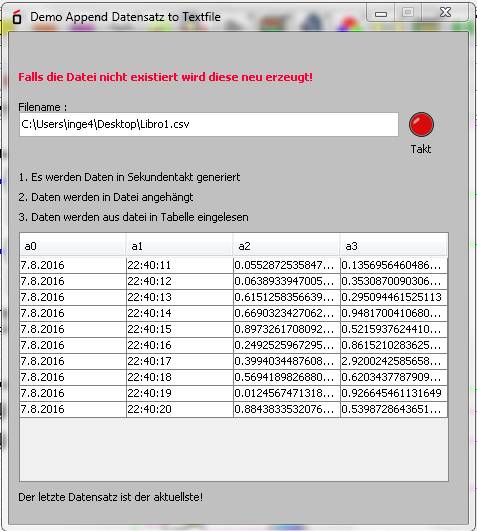 Demo Append Datensatz to Textfile
Falls die Datei nicht existiert wird diese neu erzeugt!
Filename :
C:\Users\inge4\Desktop\Libro1.csv
Takt
1. Es werden Daten in Sekundentakt generiert
2. Daten werden in Datei angehängt
3. Daten werden aus datei in Tabelle eingelesen
a0 a1 a2 a3
7.8.2016 22:40:11 0.0552872535847... 0.1356956460486...
7.8.2016 22:40:12 0.0638933947005... 0.3530870090306...
7.8.2016 22:40:13 0.6151258356639... 0.295094461525113
7.8.2016 22:40:14 0.6690323427062... 0.9481700410680...
7.8.2016 22:40:15 0.8973261708092... 0.5215937624410...
7.8.2016 22:40:16 0.2492525967295... 0.8615210283625...
7.8.2016 22:40:17 0.3994034487608... 2.9200242585658...
7.8.2016 22:40:18 0.5694189826880... 0.6203437787909...
7.8.2016 22:40:19 0.0124567471318... 0.926645461131649
7.8.2016 22:40:20 0.8843833532076... 0.5398728643651...
Der letzte Datensatz ist der aktuellste!